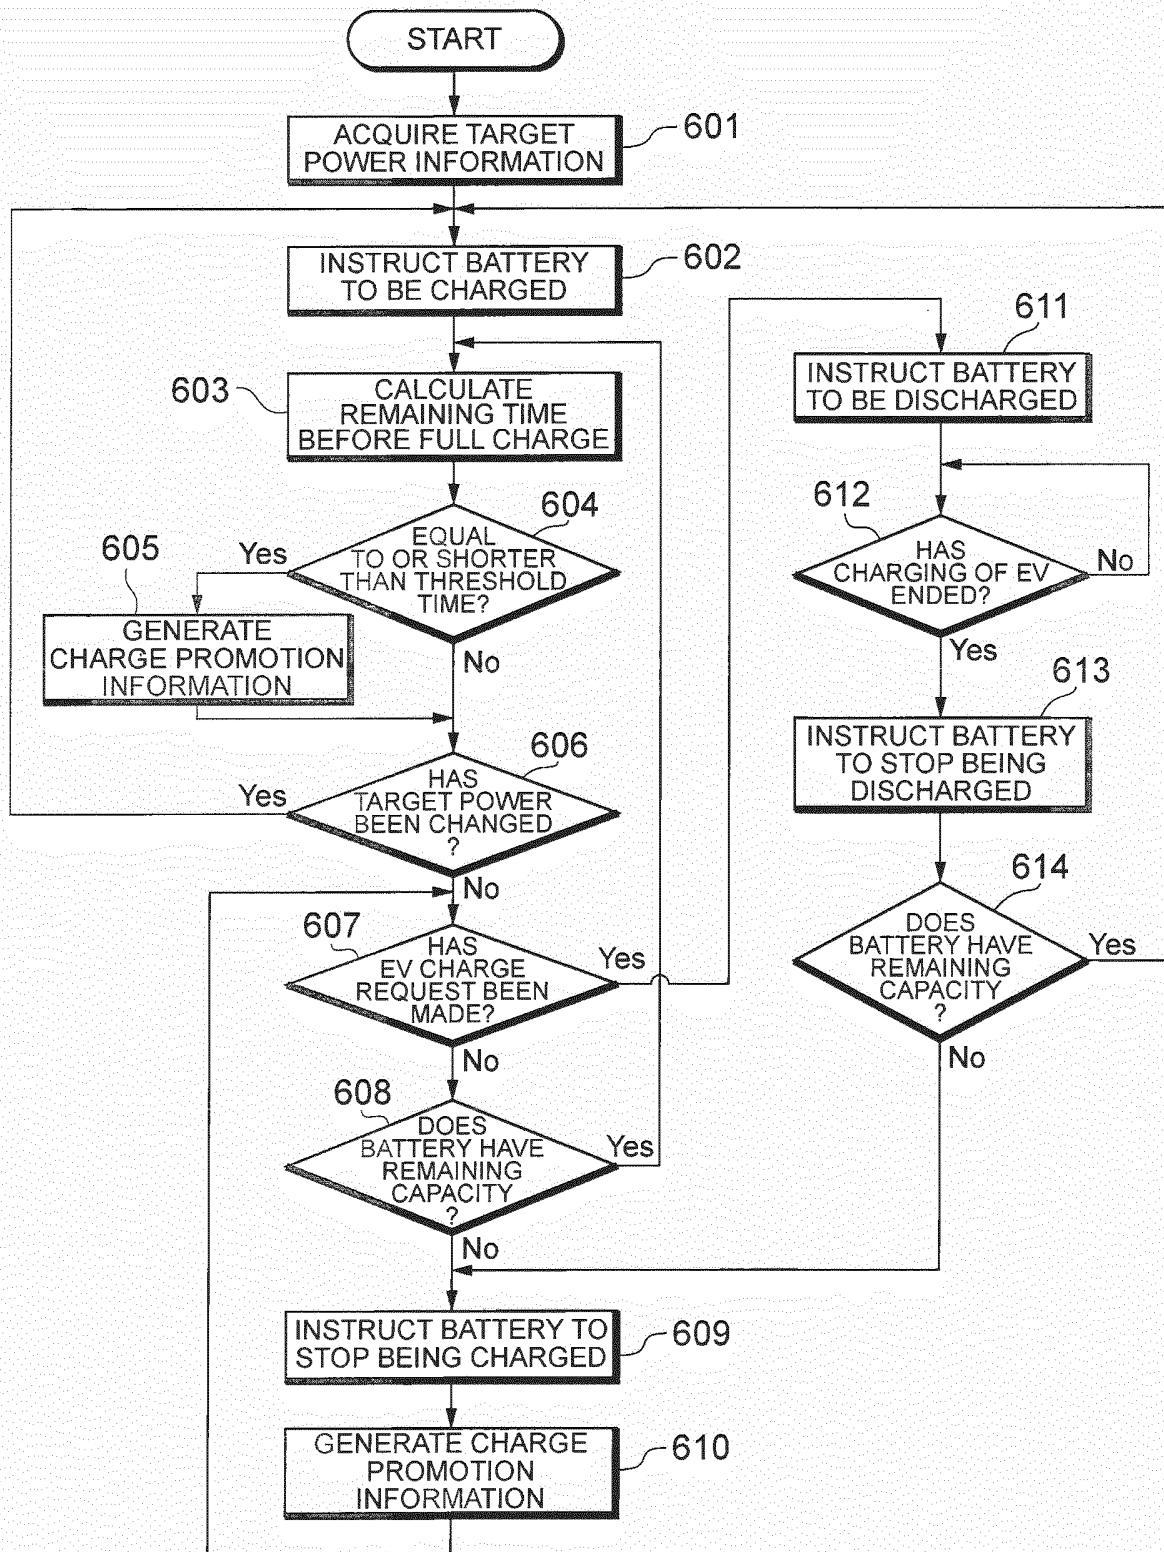 START
ACQUIRE TARGET
POWER INFORMATION
601
INSTRUCT BATTERY
TO BE CHARGED
602
603
CALCULATE
REMAINING TIME
BEFORE FULL CHARGE
604
EQUAL
TO OR SHORTER
THAN THRESHOLD
TIME?
Yes
No
605
GENERATE
CHARGE PROMOTION
INFORMATION
606
HAS
TARGET POWER
BEEN CHANGED
?
Yes
No
607
HAS
EV CHARGE
REQUEST BEEN
MADE?
Yes
No
608
DOES
BATTERY HAVE
REMAINING
CAPACITY
?
Yes
No
INSTRUCT BATTERY TO
STOP BEING CHARGED
609
GENERATE CHARGE
PROMOTION
INFORMATION
610
611
INSTRUCT BATTERY
TO BE DISCHARGED
612
HAS
CHARGING OF EV
ENDED?
No
Yes
613
INSTRUCT BATTERY
TO STOP BEING
DISCHARGED
614
DOES
BATTERY HAVE
REMAINING
CAPACITY
?
Yes
No